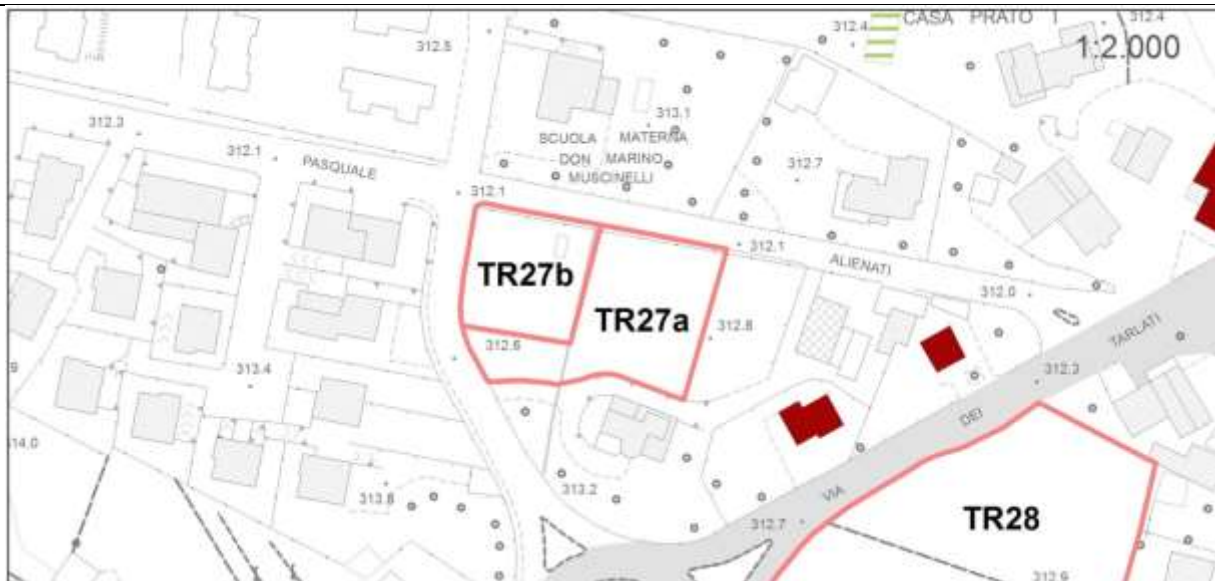 CASA PRATO
312.4
1:2.000
312.4
312.5
313.1
312.3
SCUOLA MATERNA
312.1
DON MARINO
312.7
PASQUALE
MUSCINELLI
312.1
312.1
TR27b
ALIENATI
312.0
TR27a
312.8
TARLATI
312.6
312.3
313.4
DEI
314.0
313.2
313.8
VIA
TR28
312.7
312.9